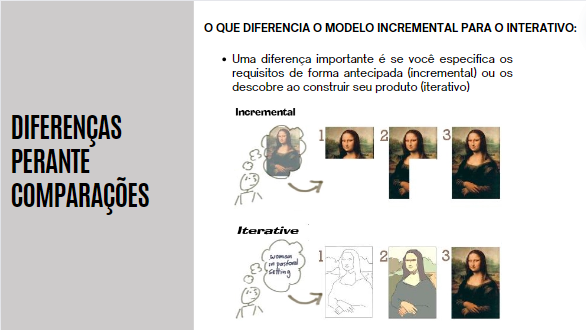 O QUE DIFERENCIA O MODELO INCREMENTAL PARA O INTERATIVO:
• Uma diferença importante é se você especifica os
requisitos de forma antecipada (incremental) ou os
descobre ao construir seu produto (iterativo)
DIFERENÇAS
PERANTE
COMPARAÇÕES
Incremental
1 2 3
Iterative
woman
in pastoral
setting
1 2 3